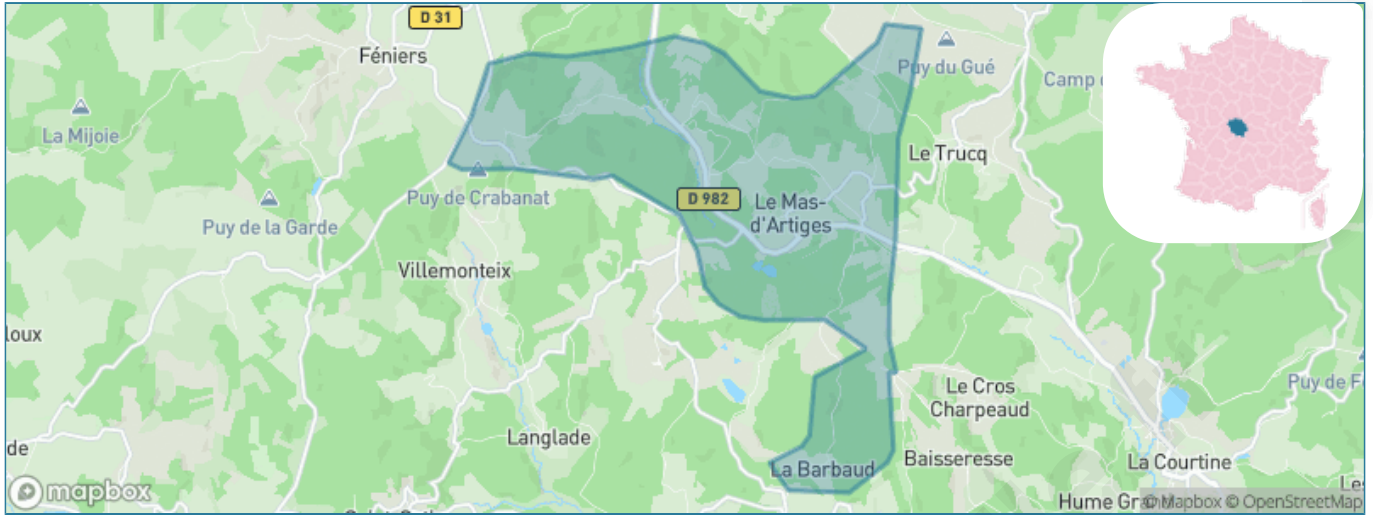 D 31
Féniers
Puy du Gué
Camp
La Mijoie
Le Trucq
Puy de Crabanat
D 982
Le Mas-
d'Artiges
Puy de la Garde
Villemonteix
loux
Le Cros
Charpeaud
Puy de F
Langlade
de
La Barbaud
Baisseresse
La Courtine
mapbox
Hume Gr
© Mapbox © OpenStreetMap